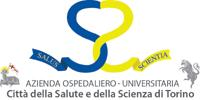 SALUS SCIENTIA
AZIENDA OSPEDALIERO - UNIVERSITARIA
Città della Salute e della Scienza di Torino